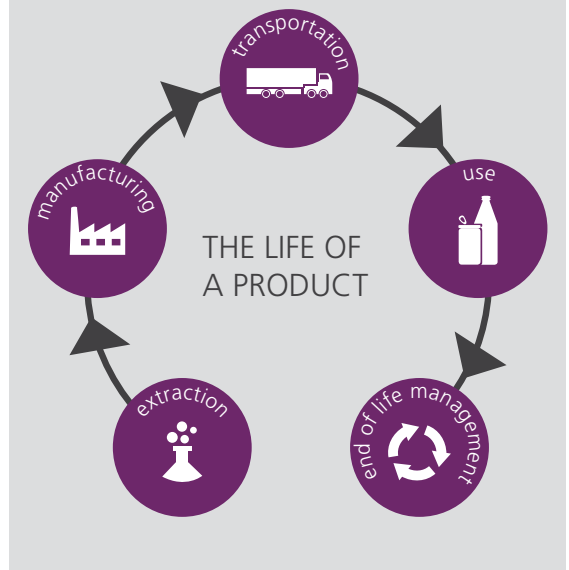 transportation
manufacturing
use
THE LIFE OF
A PRODUCT
extraction
end of life management